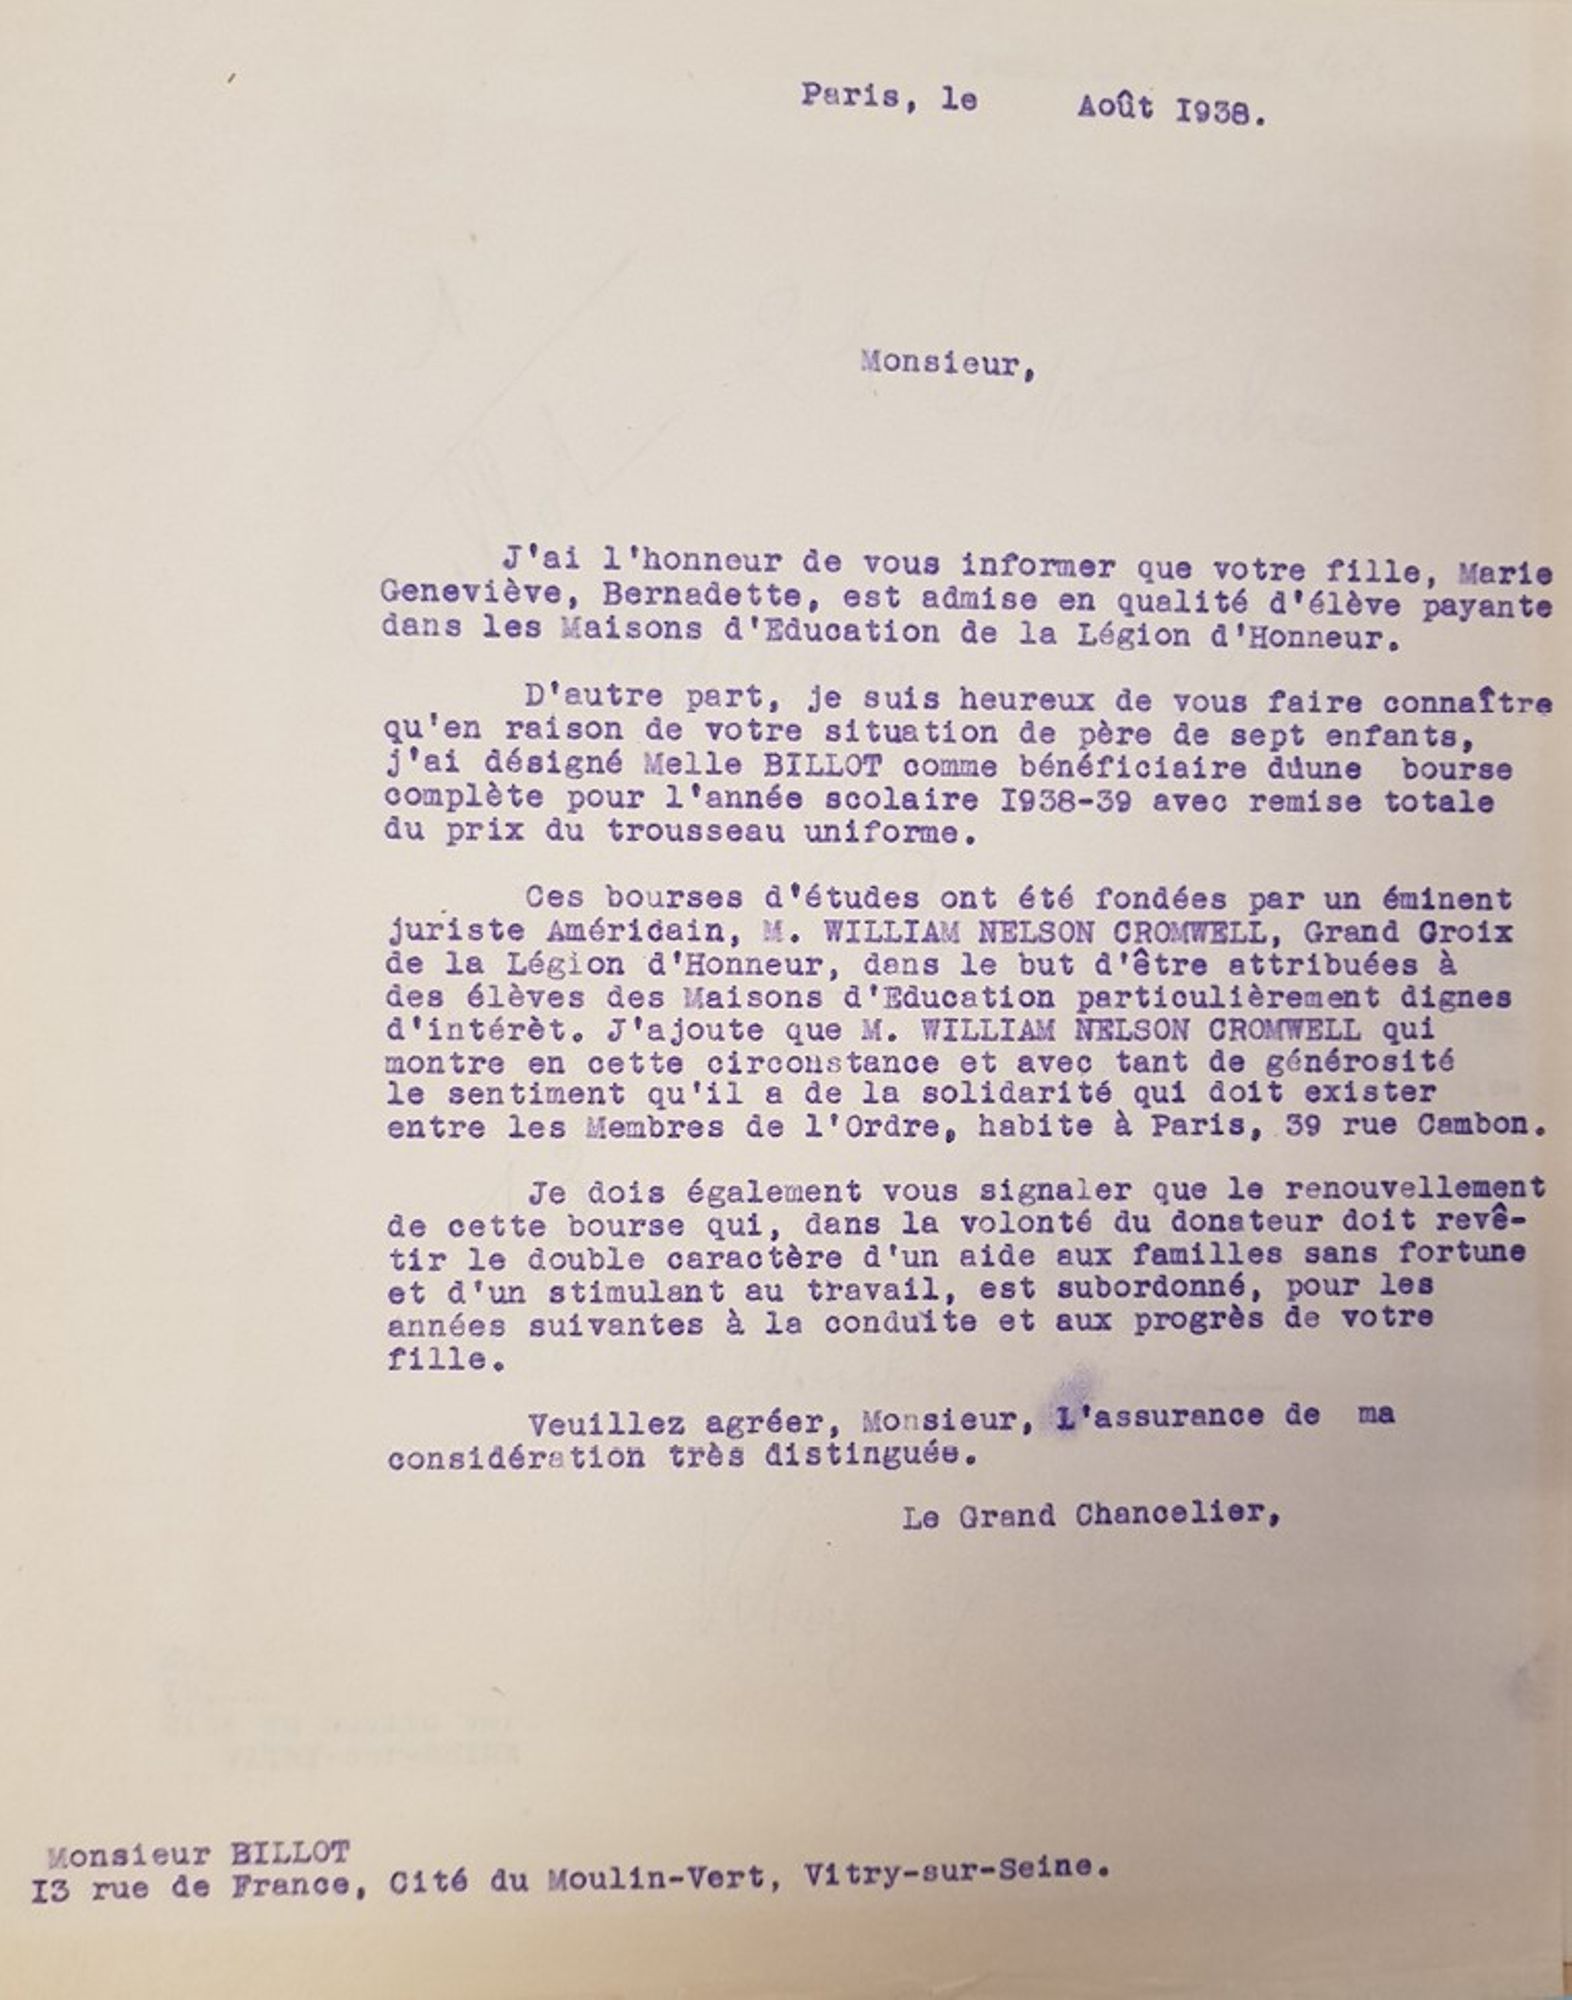 Paris, le Août I938.
Monsieur,
J'ai l'honneur de vous informer que votre fille, Marie
Geneviève, Bernadette, est admise en qualité d'élève payante
dans les Maisons d'Education de la Légion d'Honneur.
D'autre part, je suis heureux de vous faire connaître
qu'en raison de votre situation de père de sept enfants,
j'ai désigné Melle BILLOT comme bénéficiaire duune bourse
complète pour l'année scolaire I938-39 avec remise totale
du prix du trousseau uniforme.
Ces bourses d'études ont été fondées par un éminent
juriste Américain, M. WILLIAM NELSON CROMWELL, Grand Croix
de la Légion d'Honneur, dans le but d'être attribuées à
des élèves des Maisons d'Education particulièrement dignes
d'intérèt. J'ajoute que M. WILLIAM NELSON CROMWELL qui
montre en cette circonstance et avec tant de générosité
le sentiment qu'il a de la solidarité qui doit exister
entre les Membres de l'Ordre, habite à Paris, 39 rue Cambon.
Je dois également vous signaler que le renouvellement
de cette bourse qui, dans la volonté du donateur doit revê-
tir le double caractère d'un aide aux familles sans fortune
et d'un stimulant au travail, est subordonné, pour les
années suivantes à la conduite et aux progrès de votre
fille.
Veuillez agréer, Monsieur, L'assurance de ma
considération très distinguée.
Le Grand Chancelier,
Monsieur BILLOT
I3 rue de France, Cité du Moulin-Vert, Vitry-sur-Seine.